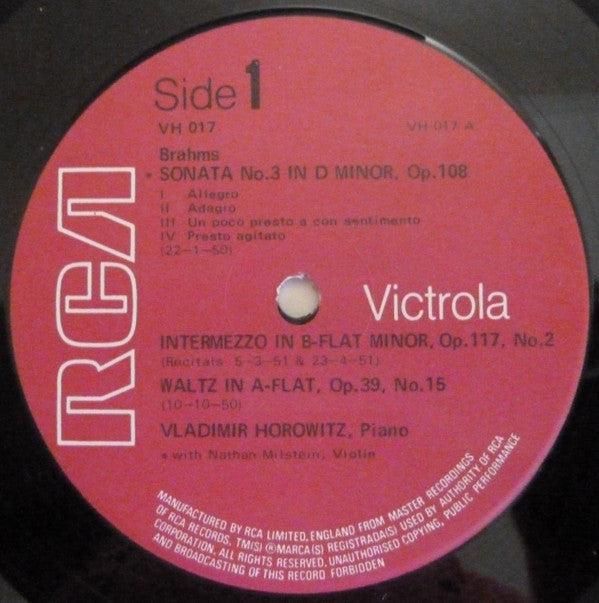 Side 1
VH 017 VH 017 A
Brahms
* SONATA No.3 IN D MINOR, Op.108
I Allegro
II Adagio
III Un poco presto e con sentimento
IV Presto agitato
(22-1-50)
RCA
Victrola
INTERMEZZO IN B-FLAT MINOR, Op.117, No.2
(Recitals 5-3-51 & 23-4-51)
WALTZ IN A-FLAT, Op.39, No.15
(10-10-50)
VLADIMIR HOROWITZ, Piano
* with Nathan Milstein, Violin
MANUFACTURED BY RCA LIMITED, ENGLAND FROM MASTER RECORDINGS
OF RCA RECORDS. TM(S) ® MARCA(S) REGISTRADA(S) USED BY AUTHORITY OF RCA
CORPORATION. ALL RIGHTS RESERVED. UNAUTHORISED COPYING, PUBLIC PERFORMANCE
AND BROADCASTING OF THIS RECORD FORBIDDEN